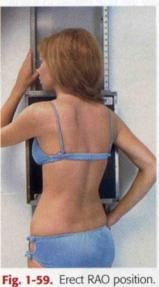 Fig. 1-59. Erect RAO position.